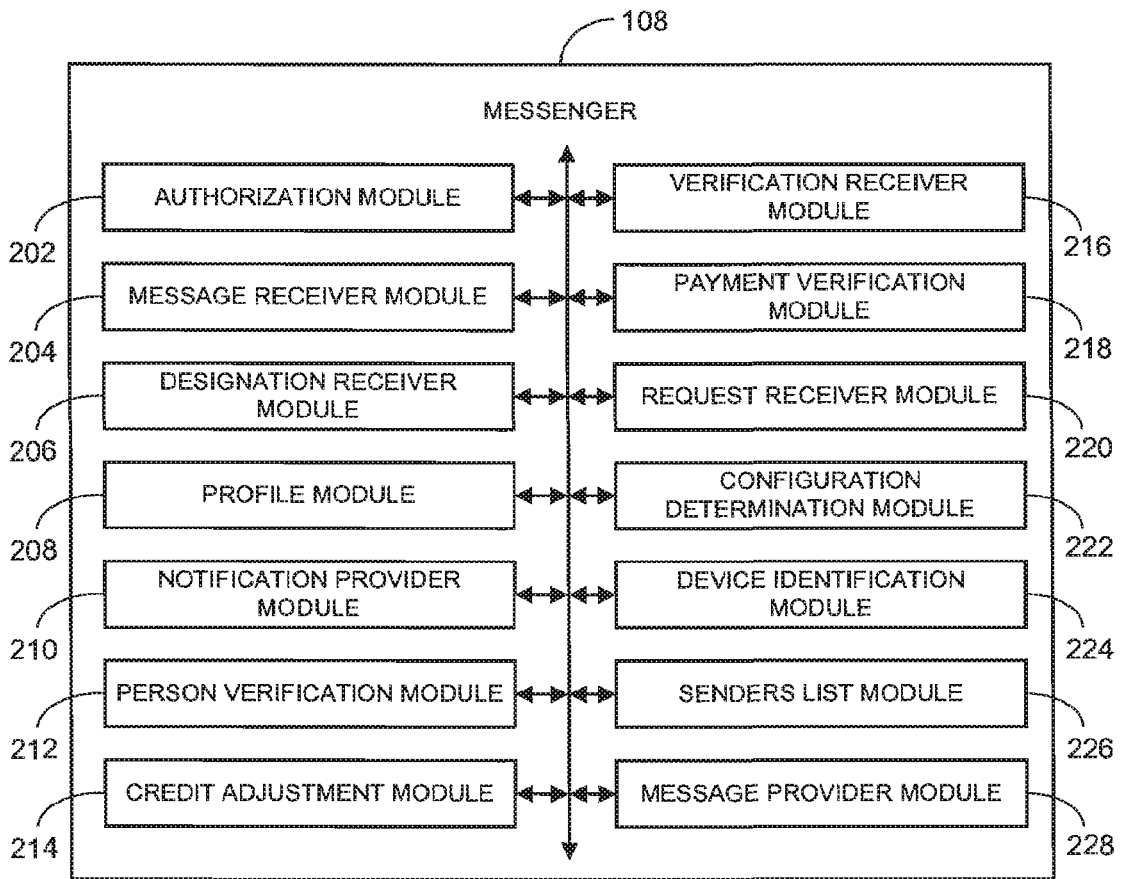 108
MESSENGER
AUTHORIZATION MODULE
202
MESSAGE RECEIVER MODULE
204
DESIGNATION RECEIVER
MODULE
206
PROFILE MODULE
208
NOTIFICATION PROVIDER
MODULE
210
PERSON VERIFICATION MODULE
212
CREDIT ADJUSTMENT MODULE
214
VERIFICATION RECEIVER
MODULE
216
PAYMENT VERIFICATION
MODULE
218
REQUEST RECEIVER MODULE
220
CONFIGURATION
DETERMINATION MODULE
222
DEVICE IDENTIFICATION
MODULE
224
SENDERS LIST MODULE
226
MESSAGE PROVIDER MODULE
228